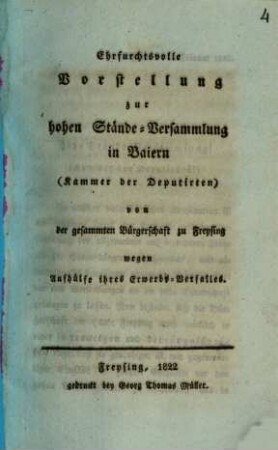 4
Ehrfurchtsvolle
Vorstellung
zur
hohen Stände-Versammlung
in Baiern
(Kammer der Deputirten)
von
der gesammten Bürgerschaft zu Freysing
wegen
Aufhülfe ihres Erwerbs-Verfalles.
Freysing, 1822
gedruckt bey Georg Thomas Müller.